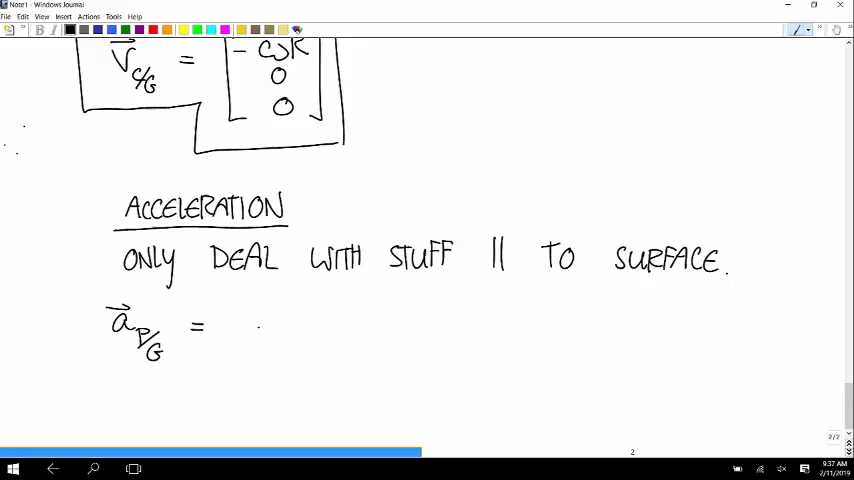 Note1 - Windows Journal
File Edit View Insert Actions Tools Help
B I
V⃗ C/G = [ - ωR
0
0 ]
ACCELERATION
ONLY DEAL WITH STUFF || TO SURFACE.
a⃗ P/G =
2/2
2
9:37 AM
2/11/2019